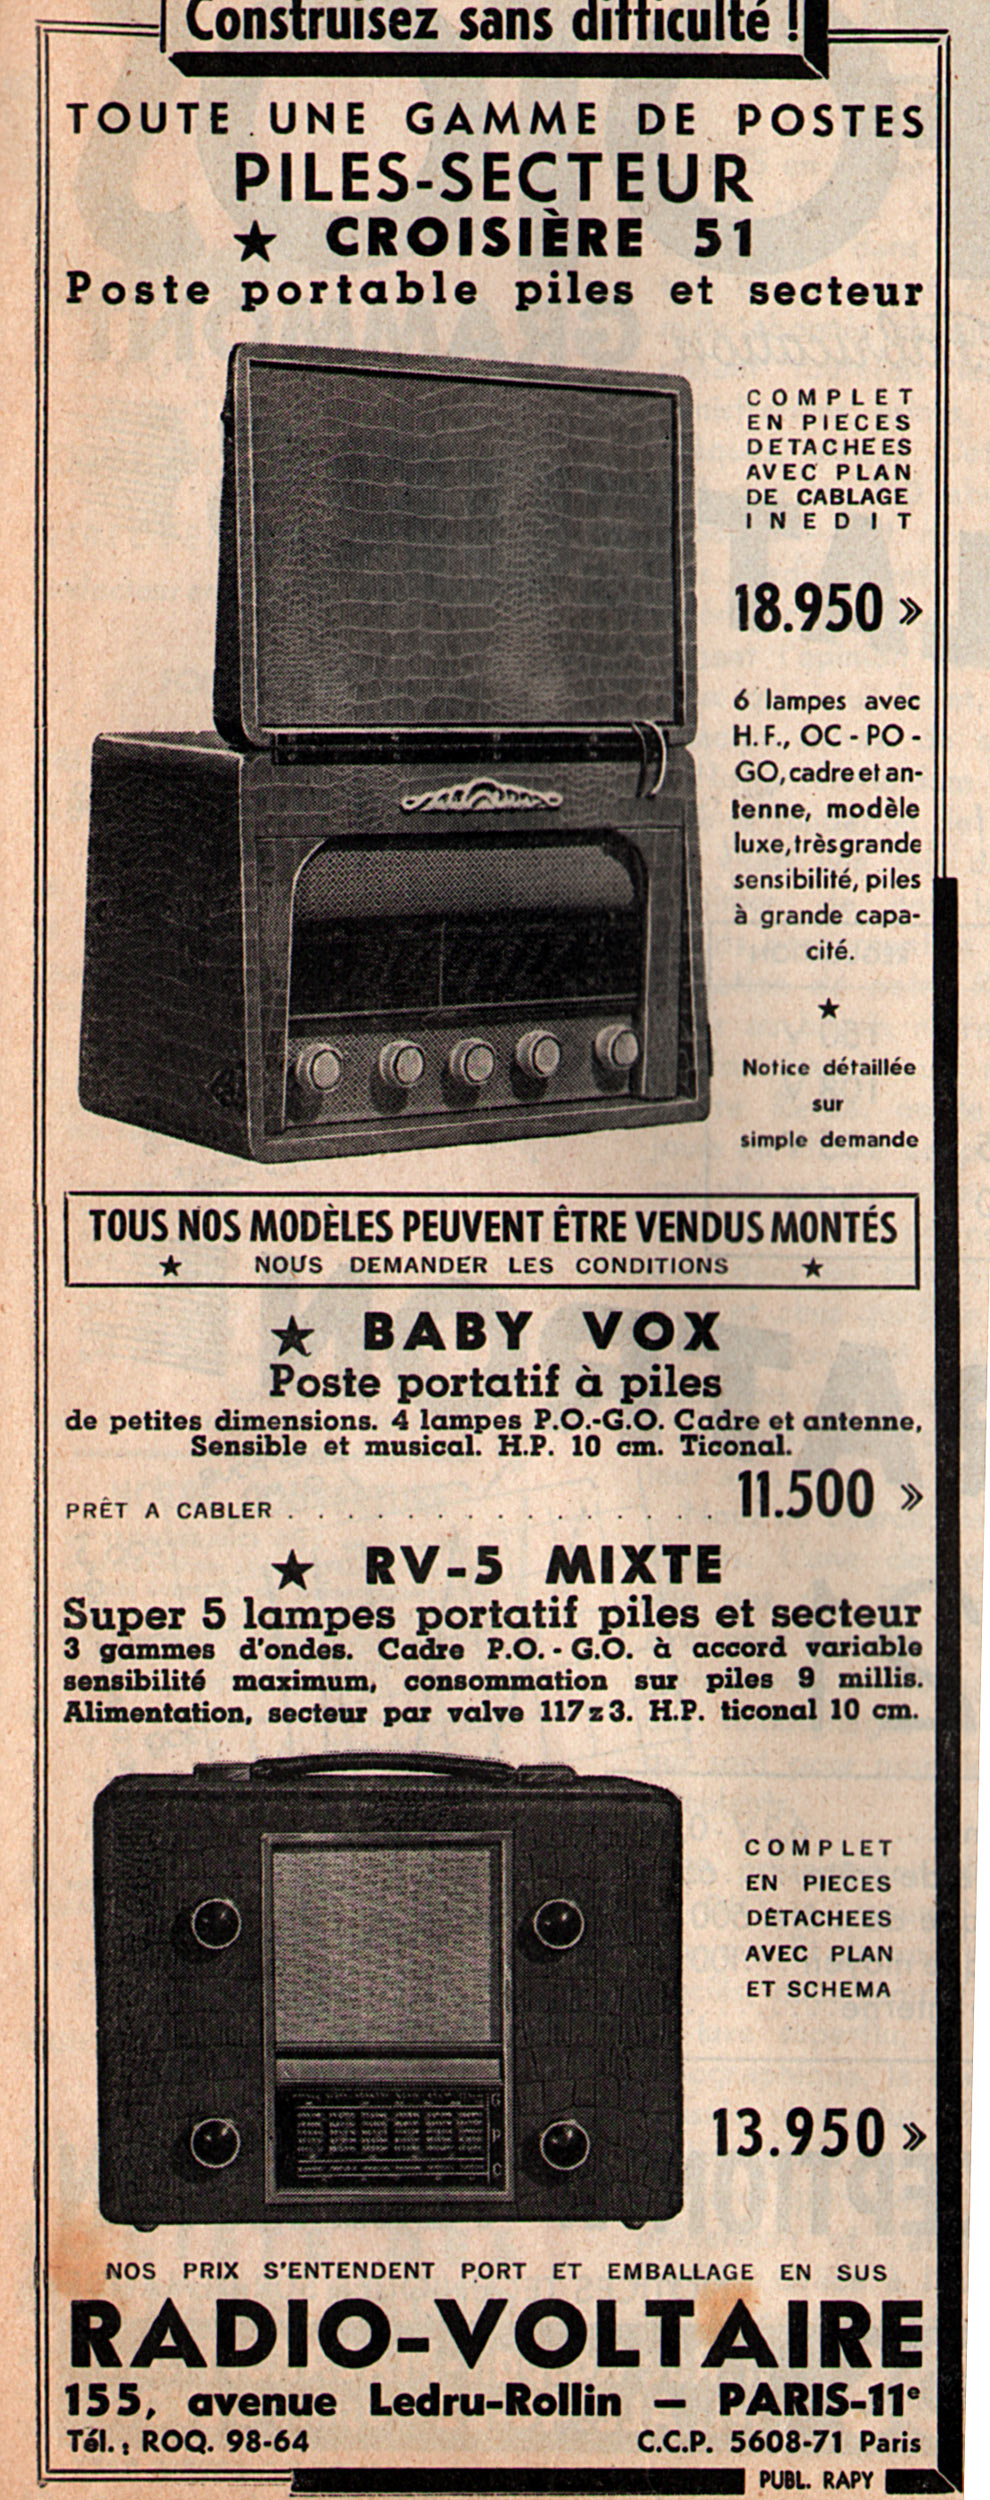 Construisez sans difficulté !
TOUTE UNE GAMME DE POSTES
PILES-SECTEUR
★ CROISIÈRE 51
Poste portable piles et secteur
COMPLET
EN PIECES
DETACHEES
AVEC PLAN
DE CABLAGE
INEDIT
18.950 »
6 lampes avec
H.F., OC - PO -
GO, cadre et an-
tenne, modèle
luxe, très grande
sensibilité, piles
à grande capa-
cité.
★
Notice détaillée
sur
simple demande
TOUS NOS MODÈLES PEUVENT ÊTRE VENDUS MONTÉS
★ NOUS DEMANDER LES CONDITIONS ★
★ BABY VOX
Poste portatif à piles
de petites dimensions. 4 lampes P.O.-G.O. Cadre et antenne,
Sensible et musical. H.P. 10 cm. Ticonal.
PRÊT A CABLER . . . . . . . . . . . . . . . 11.500 »
★ RV-5 MIXTE
Super 5 lampes portatif piles et secteur
3 gammes d'ondes. Cadre P.O. - G.O. à accord variable
sensibilité maximum, consommation sur piles 9 millis.
Alimentation, secteur par valve 117 z 3. H.P. ticonal 10 cm.
G
P
C
COMPLET
EN PIECES
DÉTACHEES
AVEC PLAN
ET SCHEMA
13.950 »
NOS PRIX S'ENTENDENT PORT ET EMBALLAGE EN SUS
RADIO-VOLTAIRE
155, avenue Ledru-Rollin — PARIS-11e
Tél. : ROQ. 98-64 C.C.P. 5608-71 Paris
PUBL. RAPY